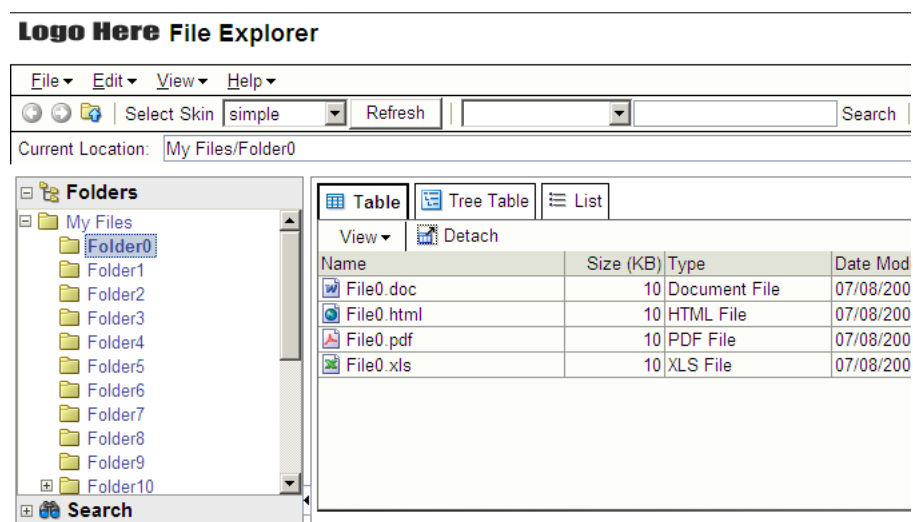 Logo Here File Explorer
File Edit View Help
Select Skin simple Refresh Search
Current Location: My Files/Folder0
Folders
My Files
Folder0
Folder1
Folder2
Folder3
Folder4
Folder5
Folder6
Folder7
Folder8
Folder9
Folder10
Search
Table Tree Table List
View Detach
Name Size (KB) Type Date Modi
File0.doc 10 Document File 07/08/200
File0.html 10 HTML File 07/08/200
File0.pdf 10 PDF File 07/08/200
File0.xls 10 XLS File 07/08/200